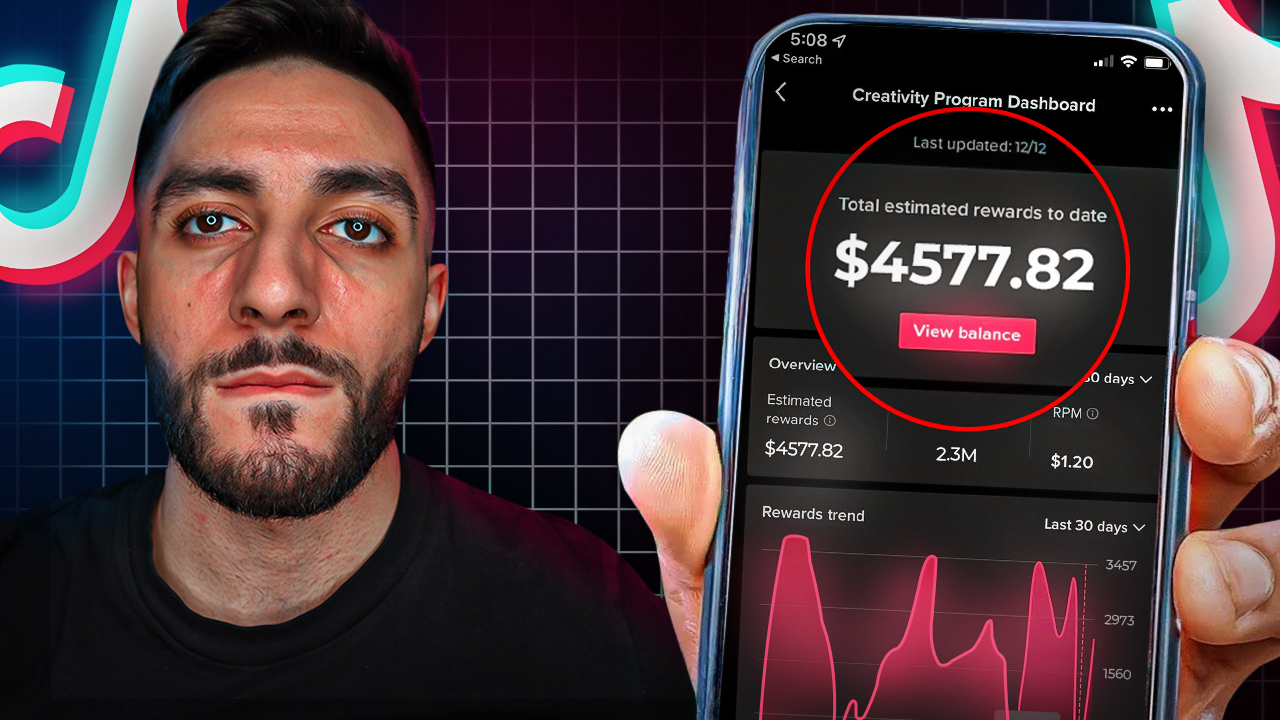 5:08
Search
Creativity Program Dashboard
Last updated: 12/12
Total estimated rewards to date
$4577.82
View balance
Overview
30 days
Estimated
rewards
RPM
$4577.82
2.3M
$1.20
Rewards trend
Last 30 days
3457
2973
1560